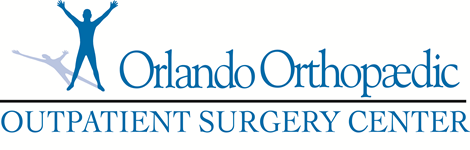 Orlando Orthopædic
OUTPATIENT SURGERY CENTER